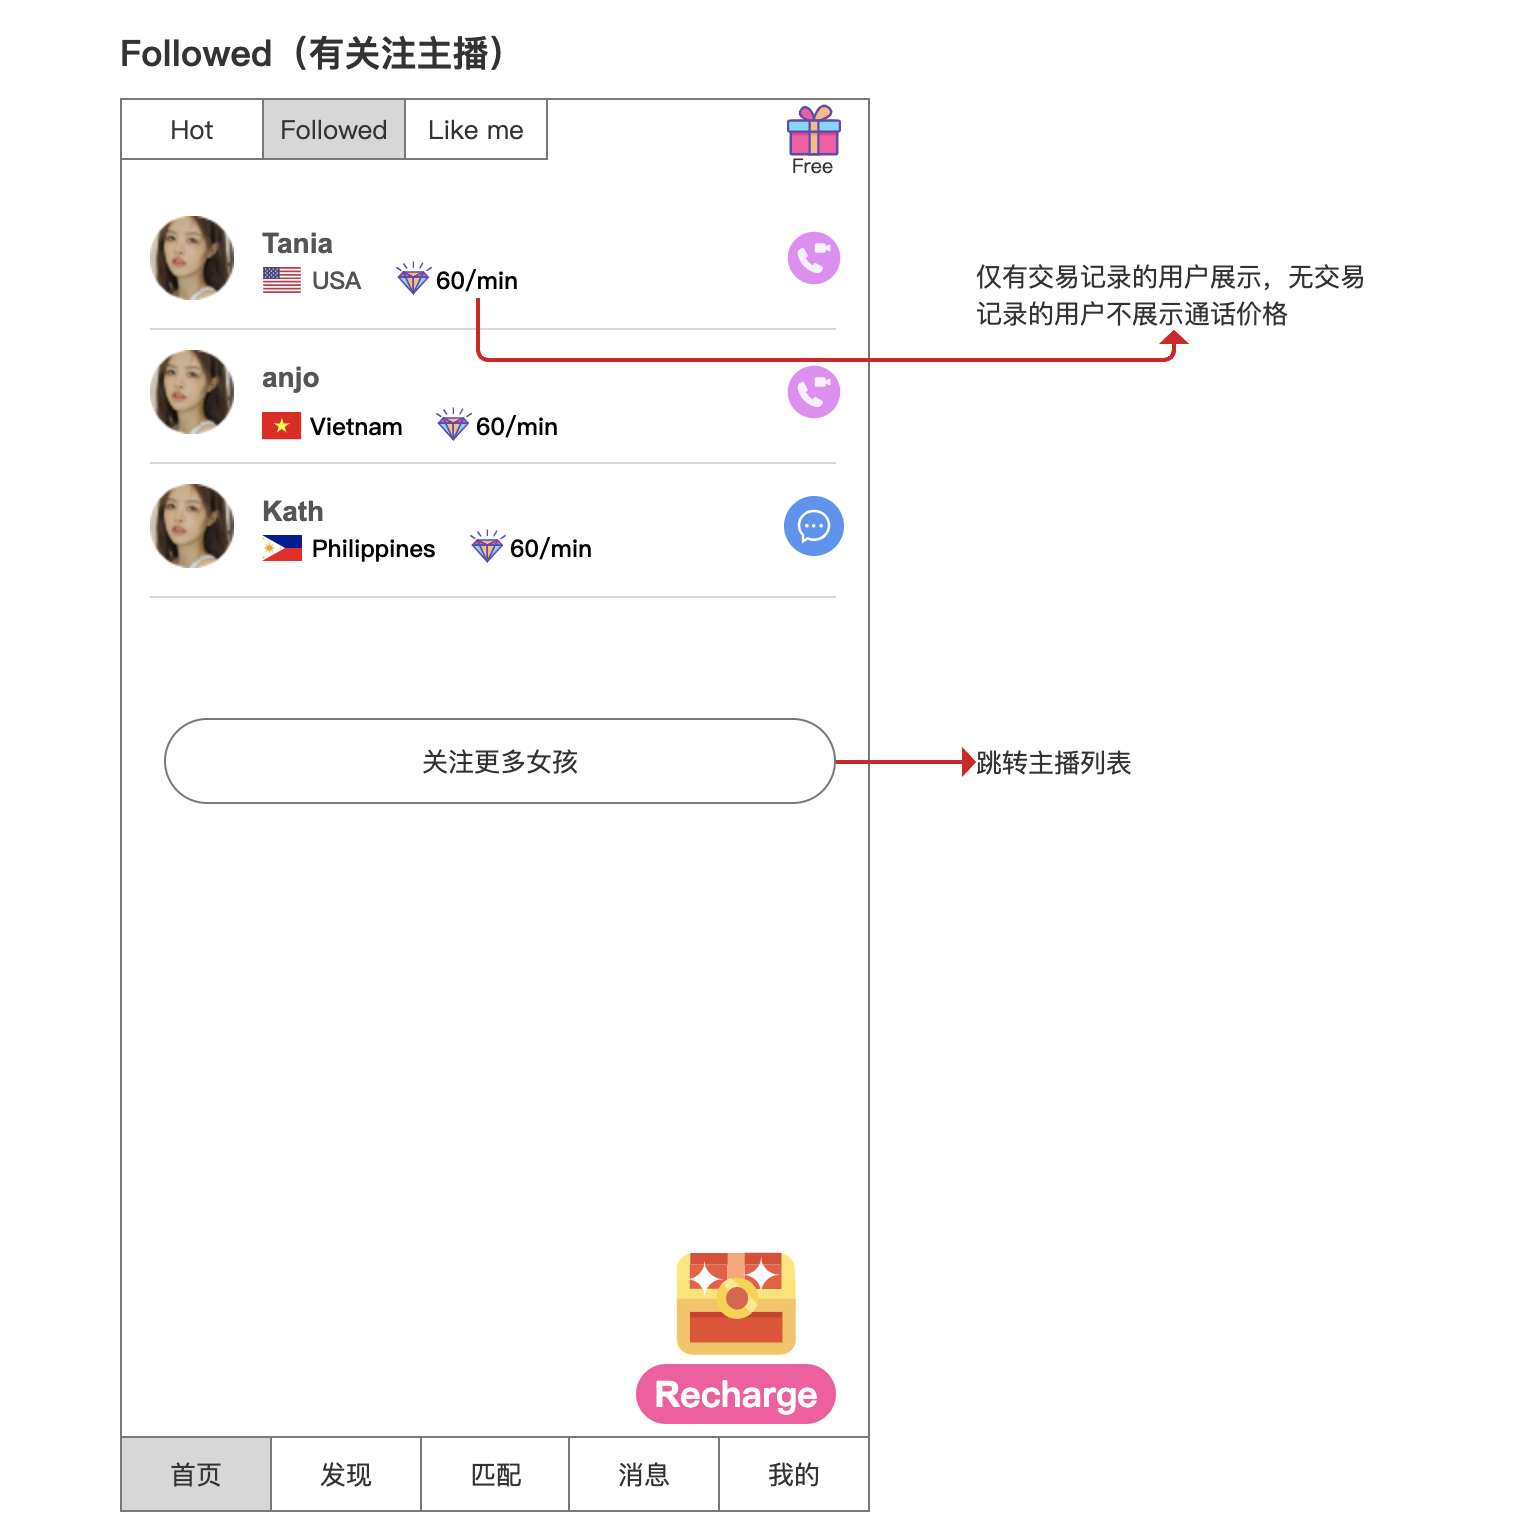 Followed（有关注主播）
Hot
Followed
Like me
Free
Tania
USA
60/min
仅有交易记录的用户展示，无交易
记录的用户不展示通话价格
anjo
Vietnam
60/min
Kath
Philippines
60/min
关注更多女孩
跳转主播列表
Recharge
首页
发现
匹配
消息
我的